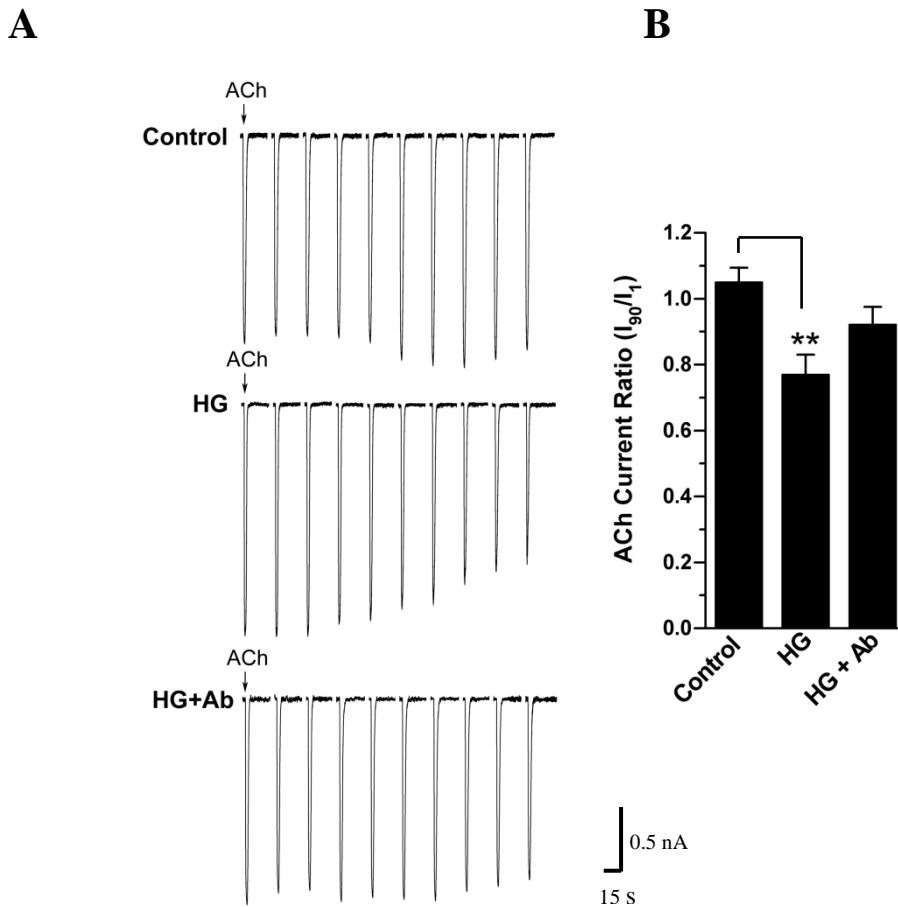 A
B
ACh
Control
ACh
HG
ACh
HG+Ab
0.5 nA
15 s
ACh Current Ratio (I₉₀/I₁)
1.2
1.0
0.8
0.6
0.4
0.2
0.0
**
Control
HG
HG + Ab